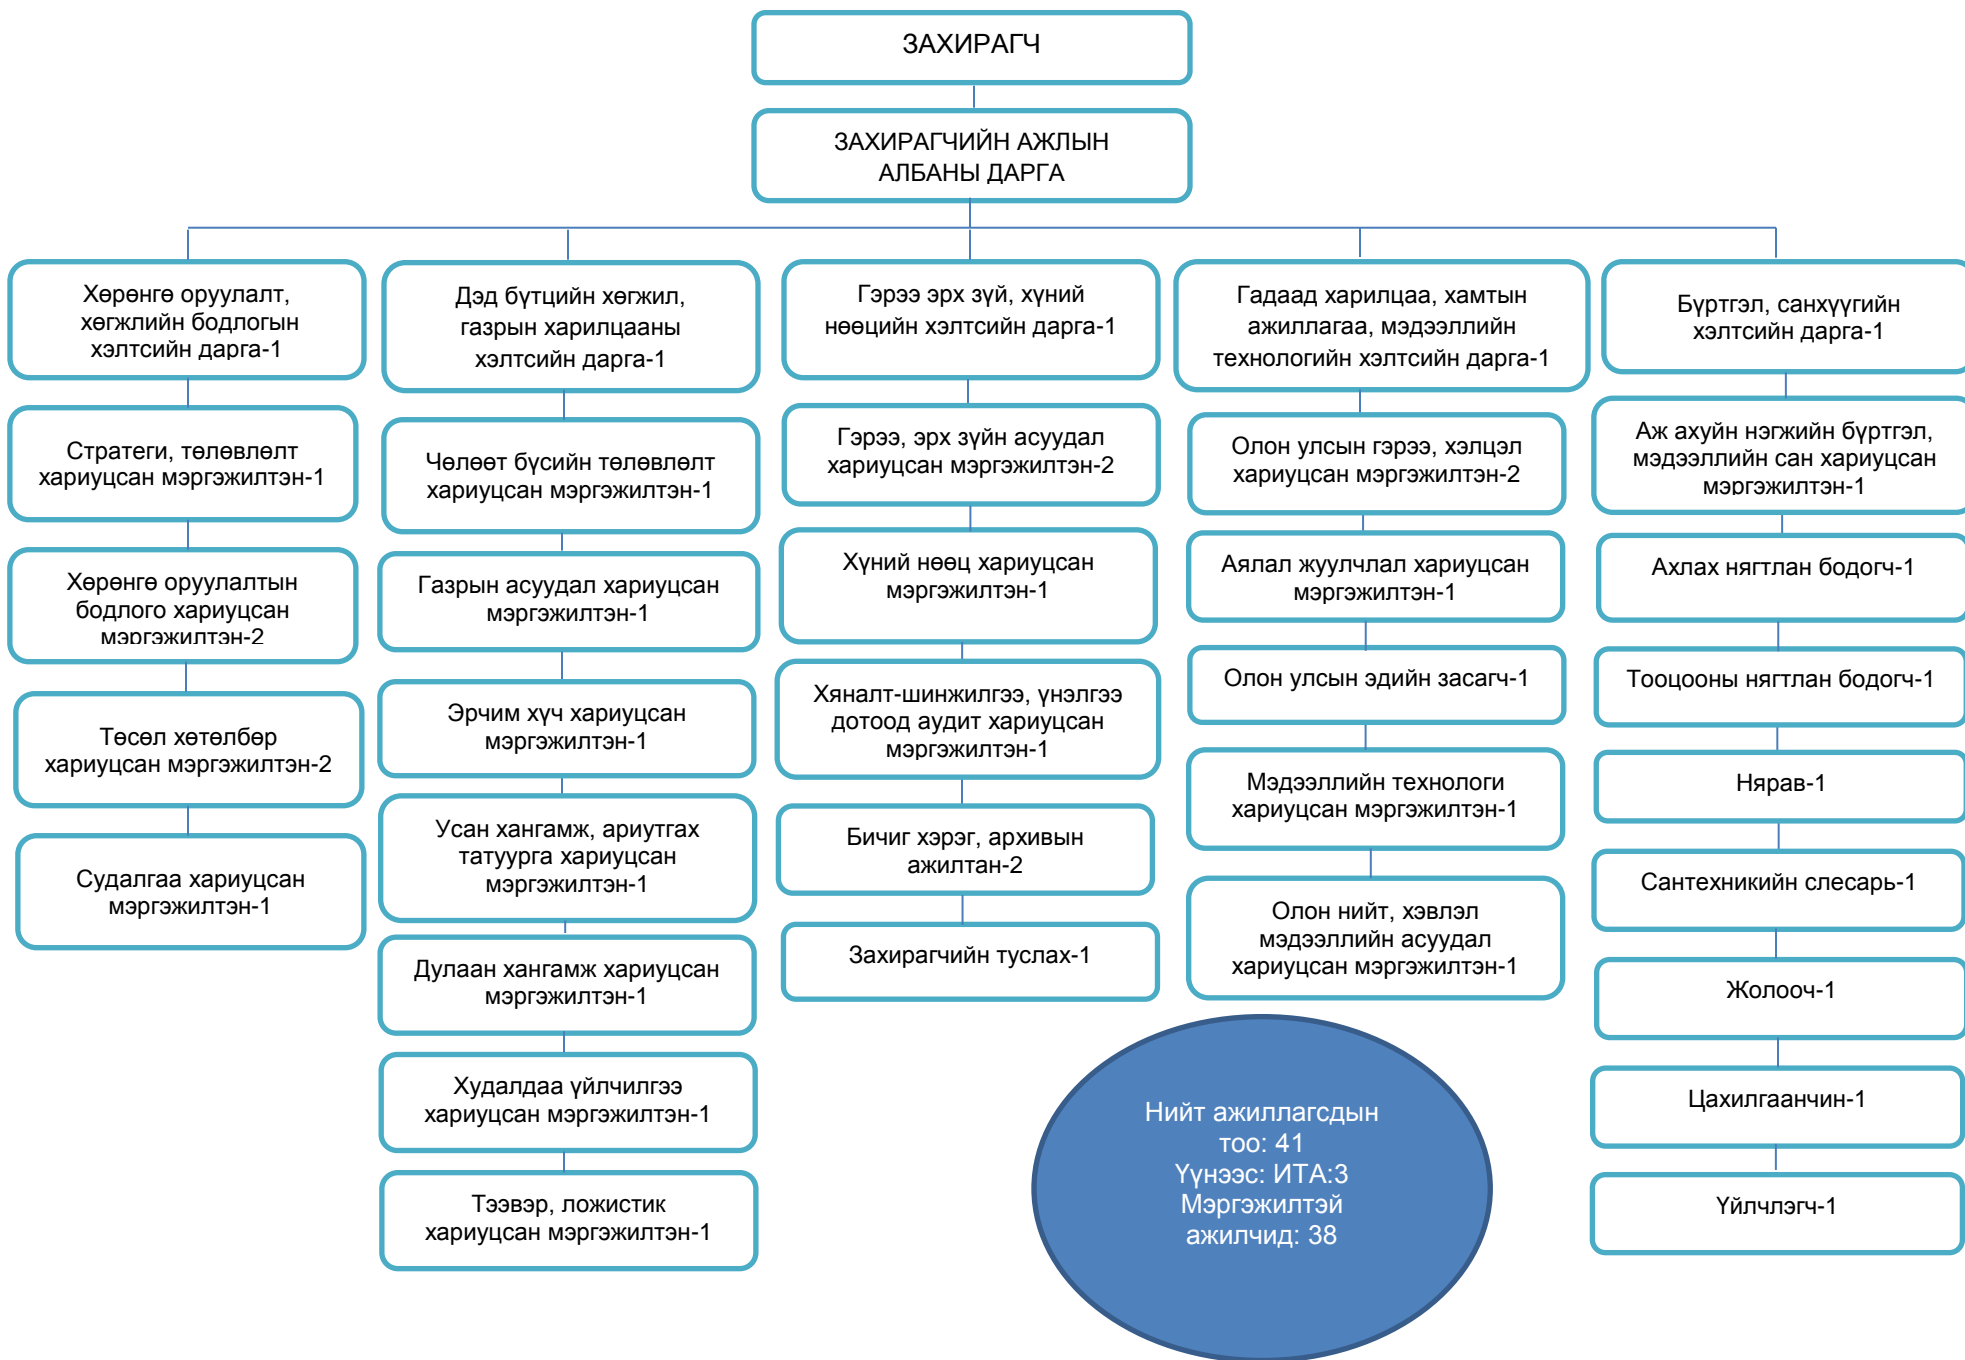 ЗАХИРАГЧ
ЗАХИРАГЧИЙН АЖЛЫН
АЛБАНЫ ДАРГА
Хөрөнгө оруулалт,
хөгжлийн бодлогын
хэлтсийн дарга-1
Стратеги, төлөвлөлт
хариуцсан мэргэжилтэн-1
Хөрөнгө оруулалтын
бодлого хариуцсан
мэргэжилтэн-2
Төсөл хөтөлбөр
хариуцсан мэргэжилтэн-2
Судалгаа хариуцсан
мэргэжилтэн-1
Дэд бүтцийн хөгжил,
газрын харилцааны
хэлтсийн дарга-1
Чөлөөт бүсийн төлөвлөлт
хариуцсан мэргэжилтэн-1
Газрын асуудал хариуцсан
мэргэжилтэн-1
Эрчим хүч хариуцсан
мэргэжилтэн-1
Усан хангамж, ариутгах
татуурга хариуцсан
мэргэжилтэн-1
Дулаан хангамж хариуцсан
мэргэжилтэн-1
Худалдаа үйлчилгээ
хариуцсан мэргэжилтэн-1
Тээвэр, ложистик
хариуцсан мэргэжилтэн-1
Гэрээ эрх зүй, хүний
нөөцийн хэлтсийн дарга-1
Гэрээ, эрх зүйн асуудал
хариуцсан мэргэжилтэн-2
Хүний нөөц хариуцсан
мэргэжилтэн-1
Хяналт-шинжилгээ, үнэлгээ
дотоод аудит хариуцсан
мэргэжилтэн-1
Бичиг хэрэг, архивын
ажилтан-2
Захирагчийн туслах-1
Гадаад харилцаа, хамтын
ажиллагаа, мэдээллийн
технологийн хэлтсийн дарга-1
Олон улсын гэрээ, хэлцэл
хариуцсан мэргэжилтэн-2
Аялал жуулчлал хариуцсан
мэргэжилтэн-1
Олон улсын эдийн засагч-1
Мэдээллийн технологи
хариуцсан мэргэжилтэн-1
Олон нийт, хэвлэл
мэдээллийн асуудал
хариуцсан мэргэжилтэн-1
Бүртгэл, санхүүгийн
хэлтсийн дарга-1
Аж ахуйн нэгжийн бүртгэл,
мэдээллийн сан хариуцсан
мэргэжилтэн-1
Ахлах нягтлан бодогч-1
Тооцооны нягтлан бодогч-1
Нярав-1
Сантехникийн слесарь-1
Жолооч-1
Цахилгаанчин-1
Үйлчлэгч-1
Нийт ажиллагсдын
тоо: 41
Үүнээс: ИТА:3
Мэргэжилтэй
ажилчид: 38